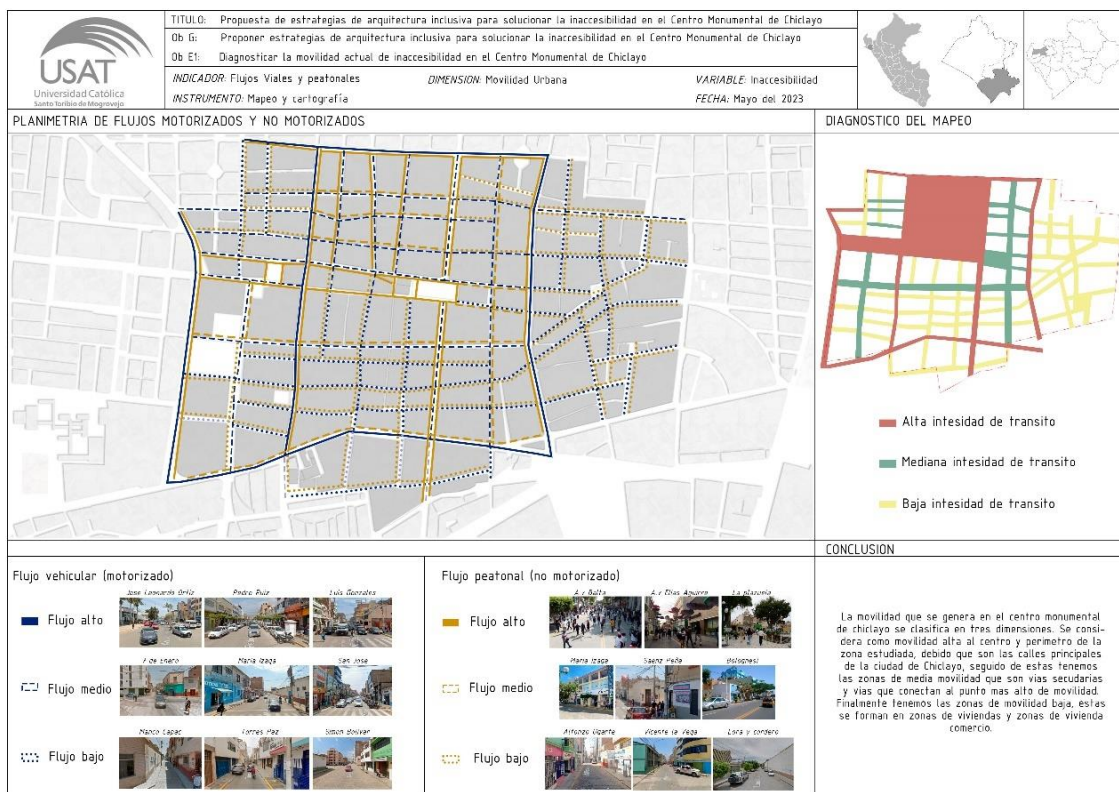 USAT
Universidad Católica
Santo Toribio de Mogrovejo
TITULO: Propuesta de estrategias de arquitectura inclusiva para solucionar la inaccesibilidad en el Centro Monumental de Chiclayo
Ob G: Proponer estrategias de arquitectura inclusiva para solucionar la inaccesibilidad en el Centro Monumental de Chiclayo
Ob E1: Diagnosticar la movilidad actual de inaccesibilidad en el Centro Monumental de Chiclayo
INDICADOR: Flujos Viales y peatonales DIMENSION: Movilidad Urbana VARIABLE: Inaccesibilidad
INSTRUMENTO: Mapeo y cartografía FECHA: Mayo del 2023
PLANIMETRIA DE FLUJOS MOTORIZADOS Y NO MOTORIZADOS
DIAGNOSTICO DEL MAPEO
Alta intesidad de transito
Mediana intesidad de transito
Baja intesidad de transito
Flujo vehicular (motorizado)
Jose Leonardo Ortiz Pedro Ruiz Luis Gonzales
Flujo alto
7 de enero Maria Izaga San Jose
Flujo medio
Manco Capac Torres Paz Simon Bolivar
Flujo bajo
Flujo peatonal (no motorizado)
A.v Balta A.v Elias Aguirre La plazuela
Flujo alto
Maria Izaga Saenz Peña Bolognesi
Flujo medio
Alfonzo Ugarte Vicente la Vega Lora y cordero
Flujo bajo
CONCLUSION
La movilidad que se genera en el centro monumental
de chiclayo se clasifica en tres dimensiones. Se consi-
dera como movilidad alta al centro y perimetro de la
zona estudiada, debido que son las calles principales
de la ciudad de Chiclayo, seguido de estas tenemos
las zonas de media movilidad que son vias secudarias
y vias que conectan al punto mas alto de movilidad.
Finalmente tenemos las zonas de movilidad baja, estas
se forman en zonas de viviendas y zonas de vivienda
comercio.